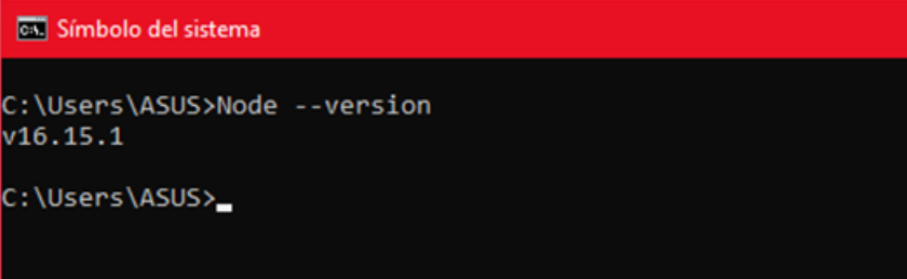 C:\. Símbolo del sistema
C:\Users\ASUS>Node --version
v16.15.1
C:\Users\ASUS>